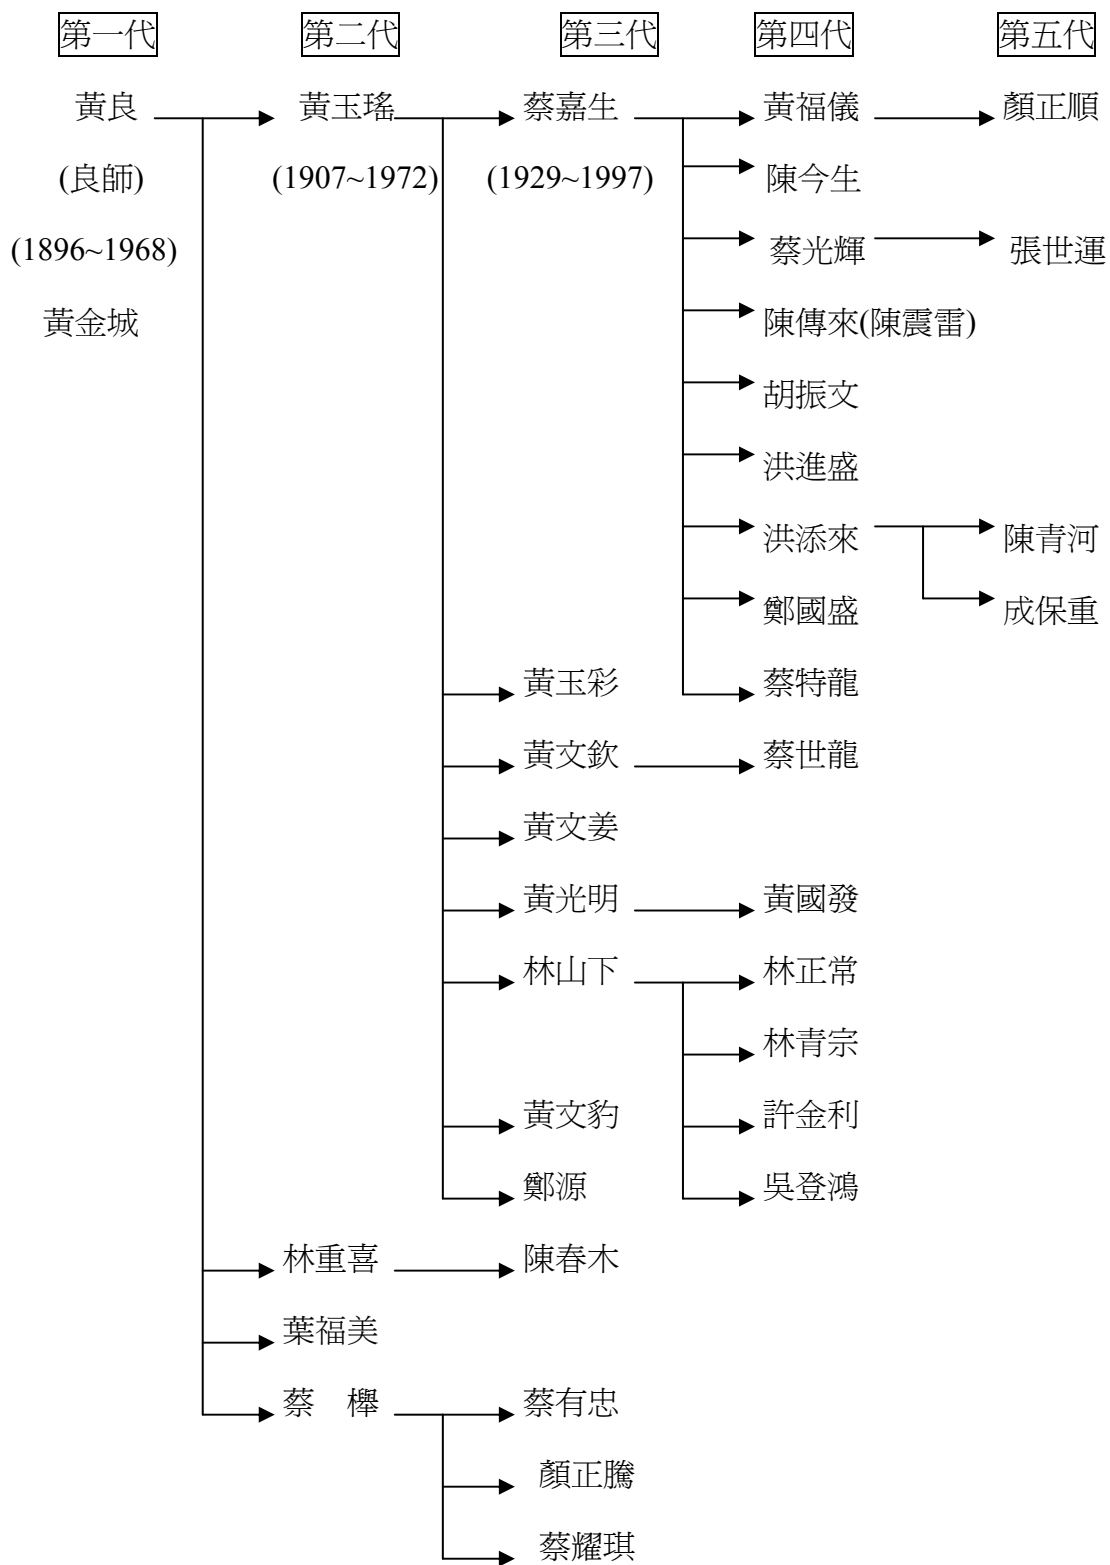 第一代 第二代 第三代 第四代 第五代
黃良 黃玉瑤 蔡嘉生 黃福儀 顏正順
(良師) (1907~1972) (1929~1997) 陳今生
(1896~1968) 蔡光輝 張世運
黃金城 陳傳來(陳震雷)
胡振文
洪進盛
洪添來 陳青河
鄭國盛 成保重
黃玉彩 蔡特龍
黃文欽 蔡世龍
黃文姜
黃光明 黃國發
林山下 林正常
林青宗
黃文豹 許金利
鄭源 吳登鴻
林重喜 陳春木
葉福美
蔡 櫸 蔡有忠
顏正騰
蔡耀琪